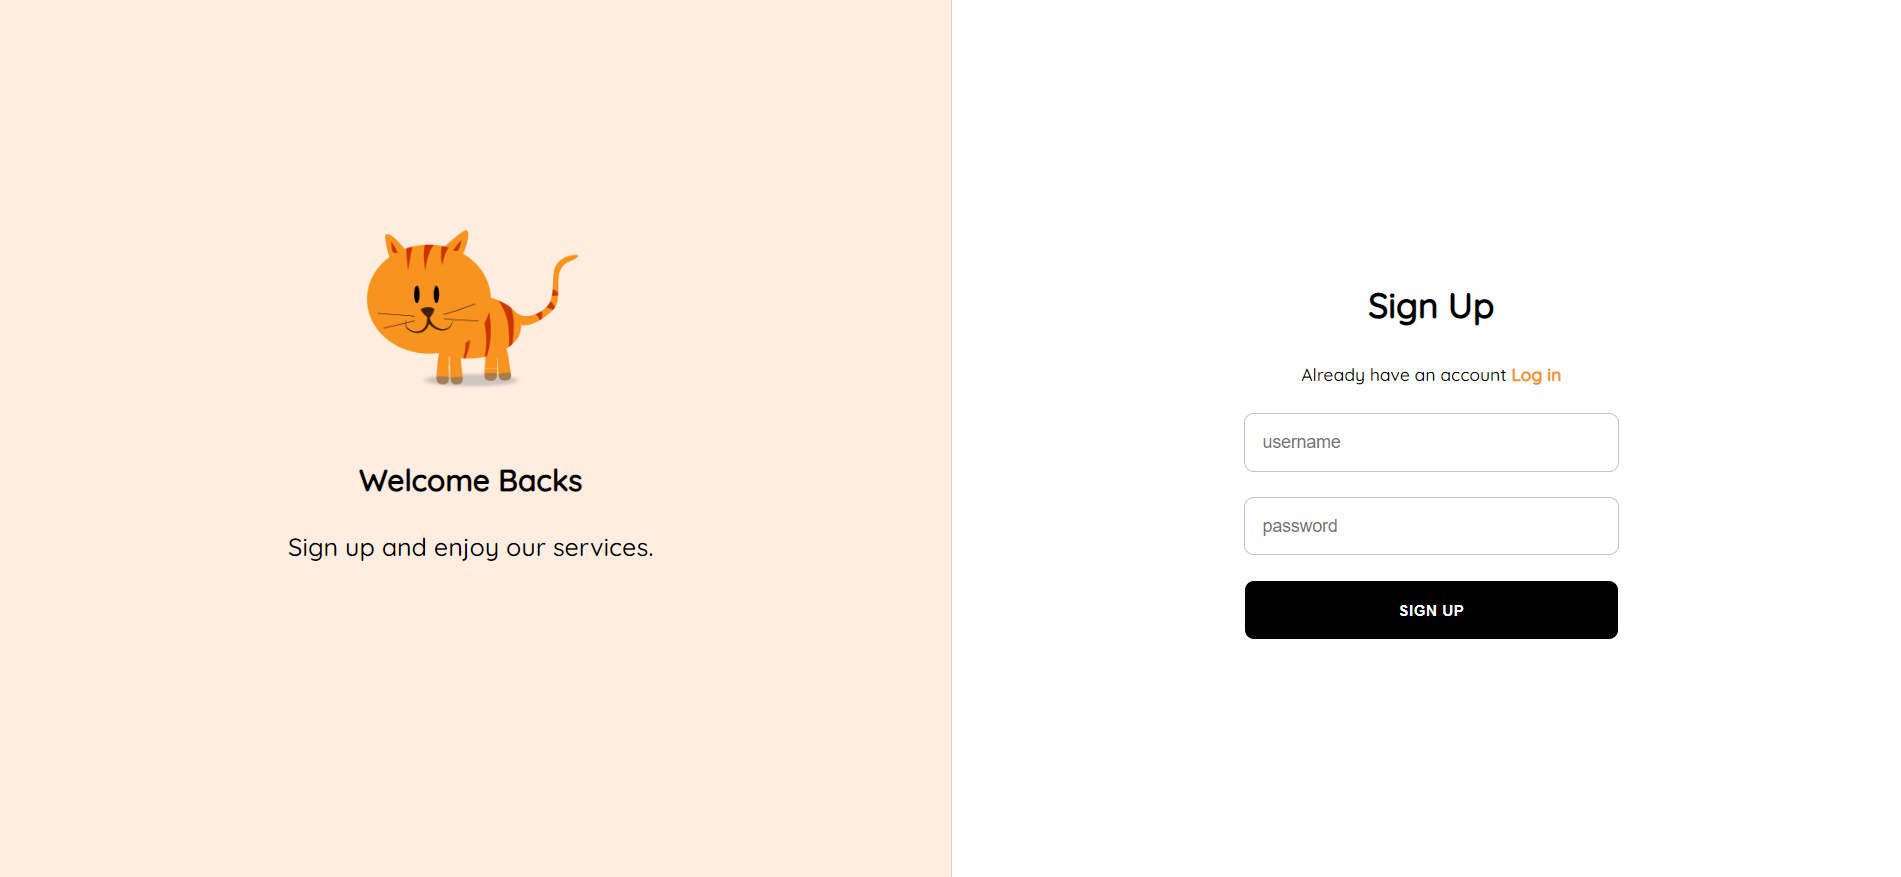 Welcome Backs
Sign up and enjoy our services.
Sign Up
Already have an account Log in
username
password
SIGN UP